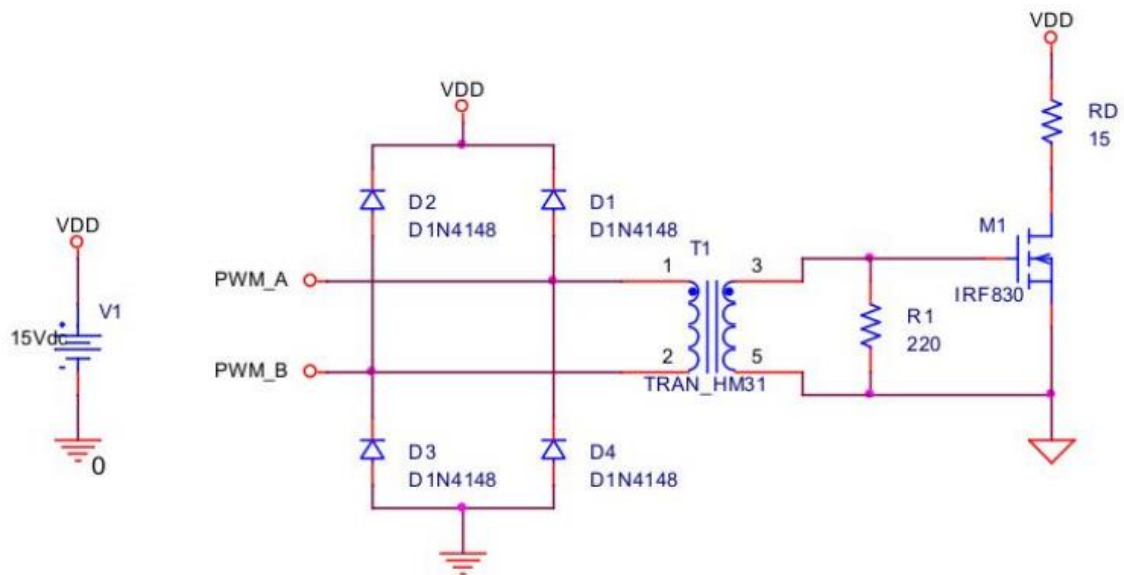 VDD
VDD
RD
15
D2
D1N4148
D1
D1N4148
VDD
V1
15Vdc
0
PWM_A
PWM_B
T1
1
3
2
5
TRAN_HM31
M1
IRF830
R1
220
D3
D1N4148
D4
D1N4148